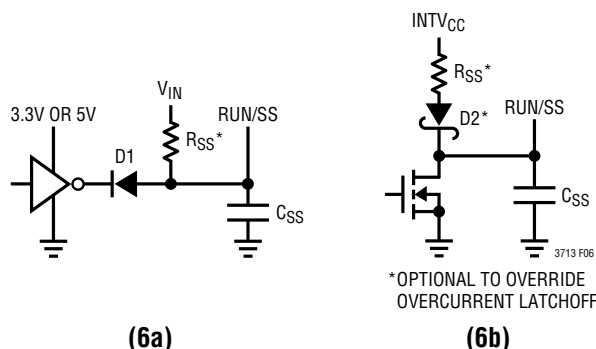 3.3V OR 5V
D1
VIN
RSS*
RUN/SS
CSS
(6a)
INTVCC
RSS*
D2*
RUN/SS
CSS
3713 F06
*OPTIONAL TO OVERRIDE
OVERCURRENT LATCHOFF
(6b)